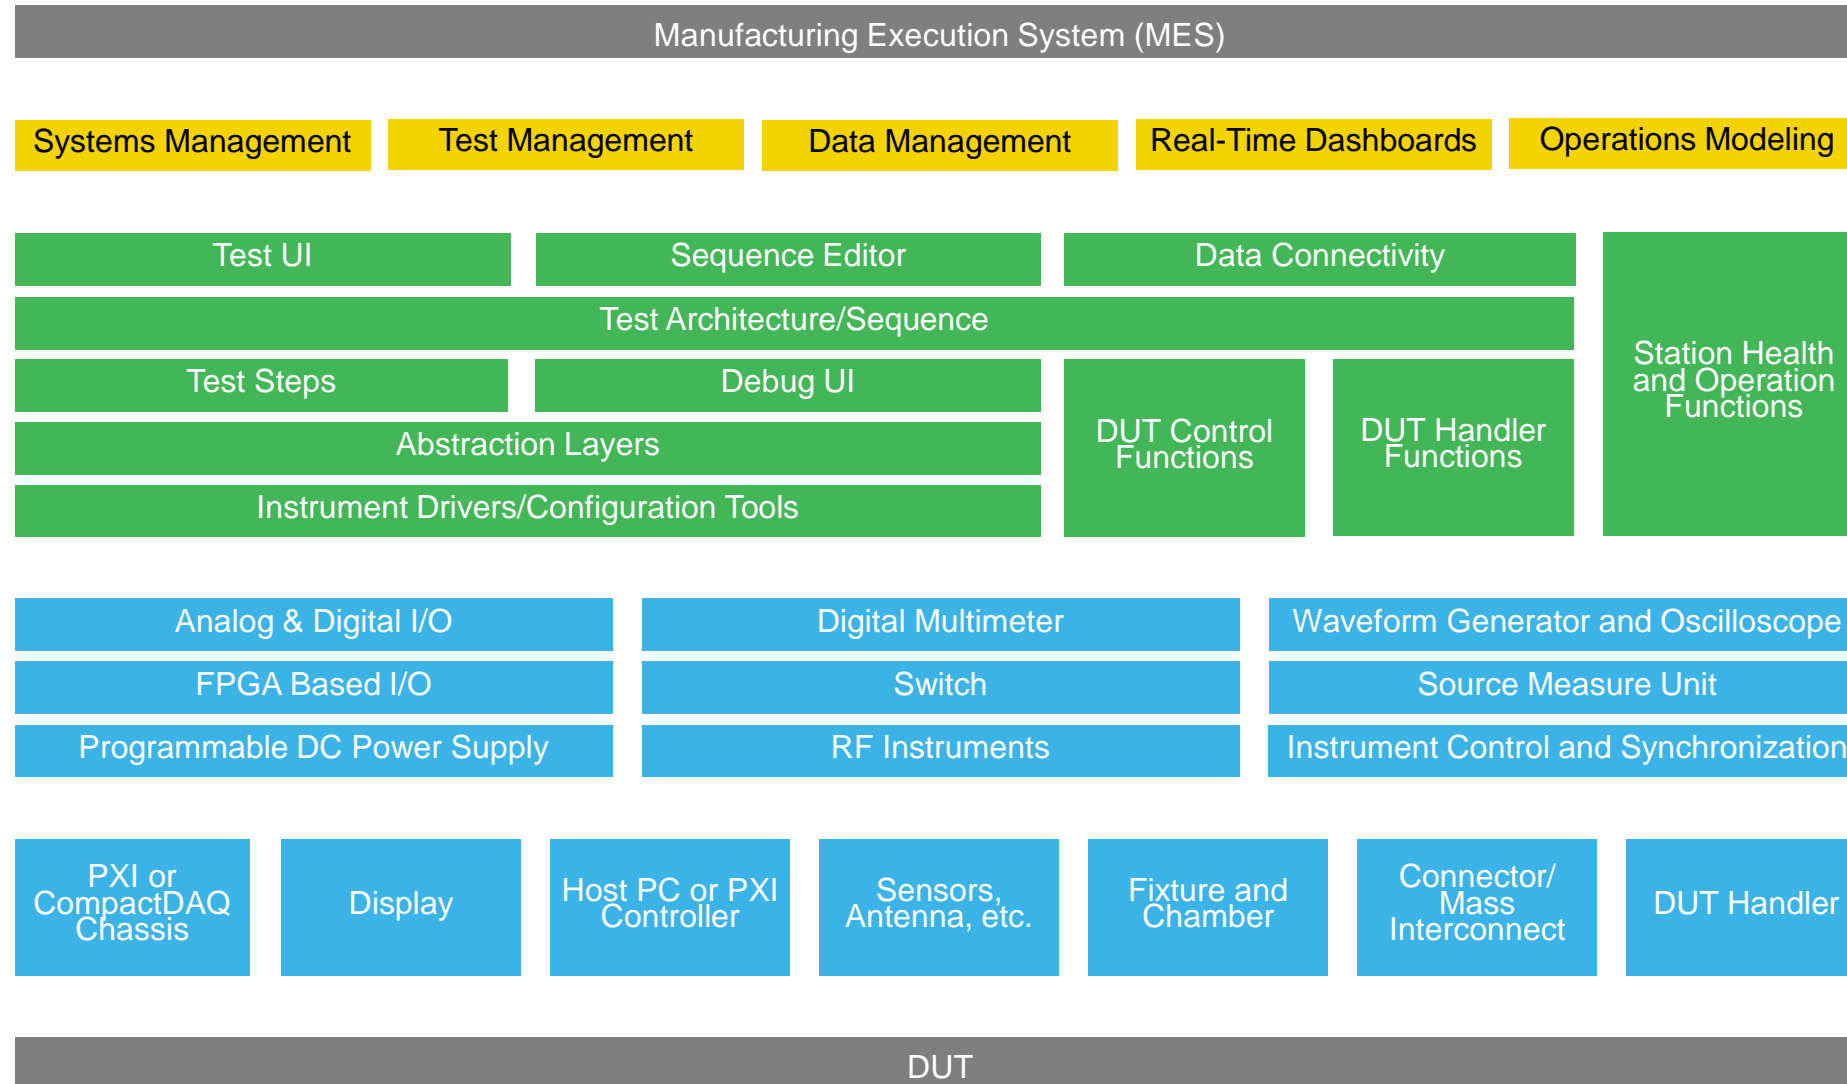 Manufacturing Execution System (MES)
Systems Management
Test Management
Data Management
Real-Time Dashboards
Operations Modeling
Test UI
Sequence Editor
Data Connectivity
Test Architecture/Sequence
Test Steps
Debug UI
Abstraction Layers
Instrument Drivers/Configuration Tools
DUT Control
Functions
DUT Handler
Functions
Station Health
and Operation
Functions
Analog & Digital I/O
Digital Multimeter
Waveform Generator and Oscilloscope
FPGA Based I/O
Switch
Source Measure Unit
Programmable DC Power Supply
RF Instruments
Instrument Control and Synchronization
PXI or
CompactDAQ
Chassis
Display
Host PC or PXI
Controller
Sensors,
Antenna, etc.
Fixture and
Chamber
Connector/
Mass
Interconnect
DUT Handler
DUT